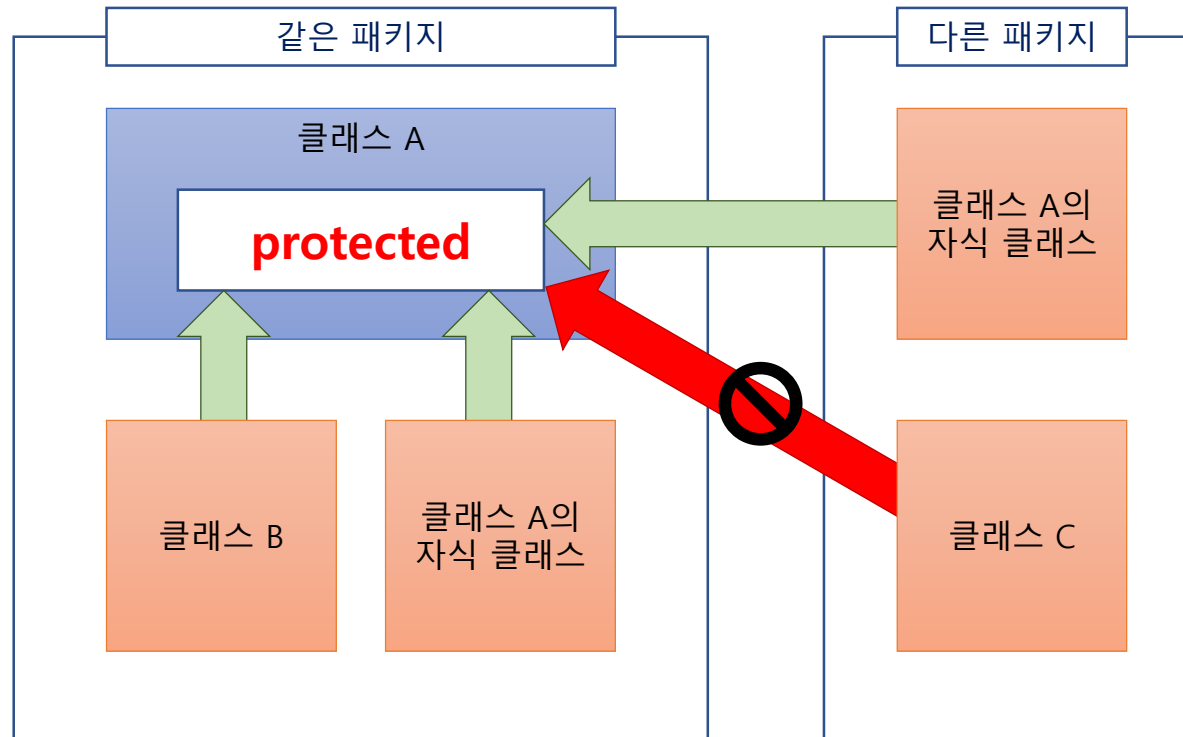 같은 패키지
다른 패키지
클래스 A
protected
클래스 A의
자식 클래스
클래스 B
클래스 A의
자식 클래스
클래스 C